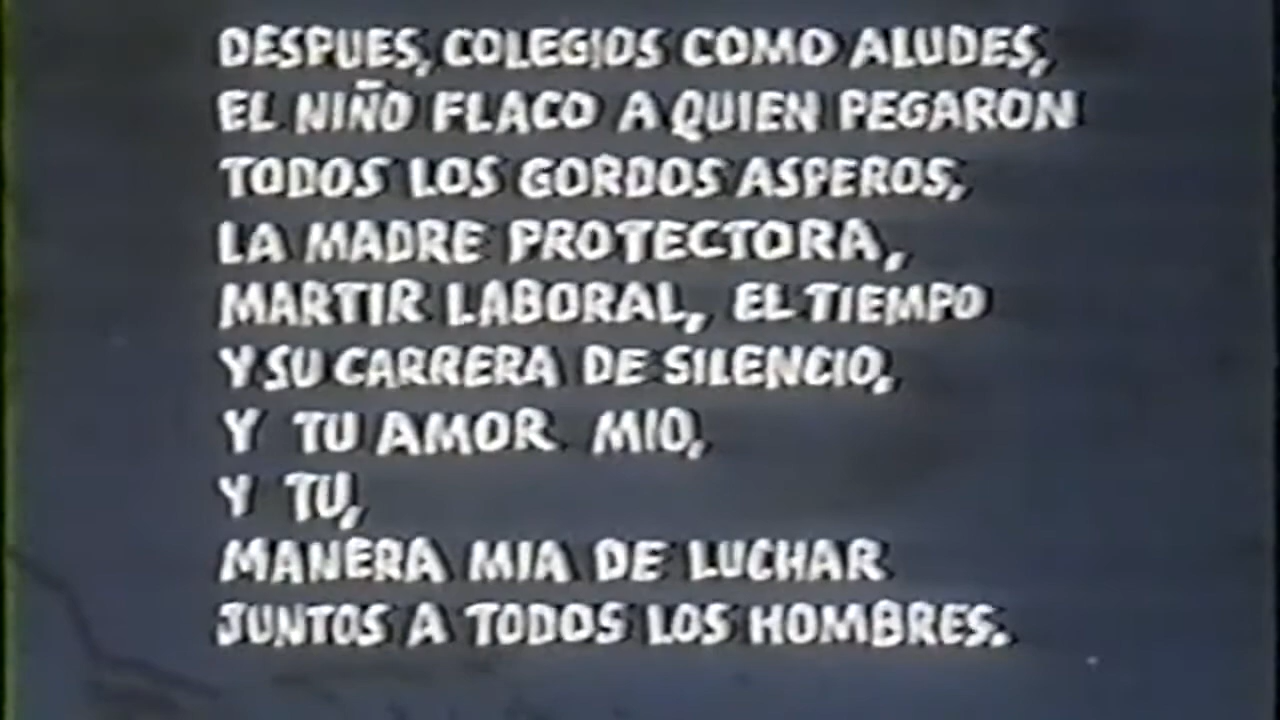 DESPUES, COLEGIOS COMO ALUDES,
EL NIÑO FLACO A QUIEN PEGARON
TODOS LOS GORDOS ASPEROS,
LA MADRE PROTECTORA,
MARTIR LABORAL, EL TIEMPO
Y SU CARRERA DE SILENCIO,
Y TU AMOR MIO,
Y TU,
MANERA MIA DE LUCHAR
JUNTOS A TODOS LOS HOMBRES.